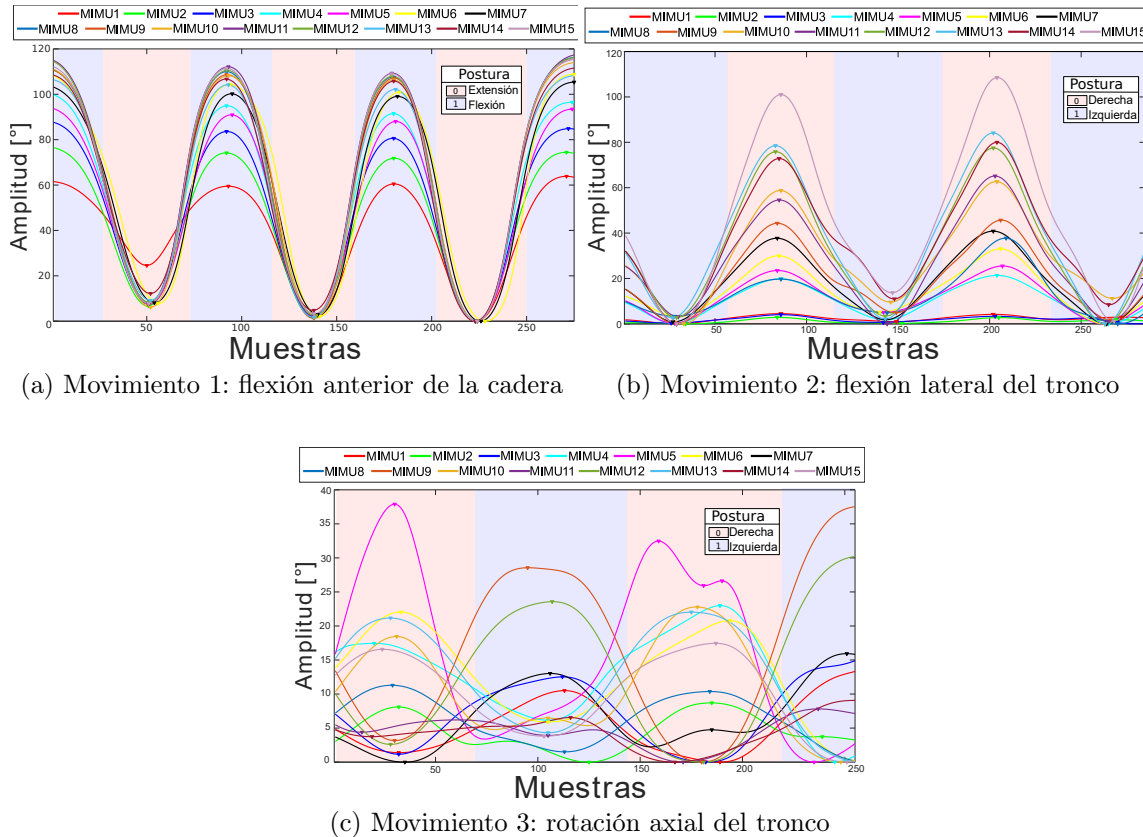 MIMU1 MIMU2 MIMU3 MIMU4 MIMU5 MIMU6 MIMU7
MIMU8 MIMU9 MIMU10 MIMU11 MIMU12 MIMU13 MIMU14 MIMU15
Amplitud [°]
120
100
80
60
40
20
0
50 100 150 200 250
Postura
0 Extensión
1 Flexión
Muestras
(a) Movimiento 1: flexión anterior de la cadera
MIMU1 MIMU2 MIMU3 MIMU4 MIMU5 MIMU6 MIMU7
MIMU8 MIMU9 MIMU10 MIMU11 MIMU12 MIMU13 MIMU14 MIMU15
Amplitud [°]
120
100
80
60
40
20
0
50 100 150 200 250
Postura
0 Derecha
1 Izquierda
Muestras
(b) Movimiento 2: flexión lateral del tronco
MIMU1 MIMU2 MIMU3 MIMU4 MIMU5 MIMU6 MIMU7
MIMU8 MIMU9 MIMU10 MIMU11 MIMU12 MIMU13 MIMU14 MIMU15
Amplitud [°]
40
35
30
25
20
15
10
5
0
50 100 150 200 250
Postura
0 Derecha
1 Izquierda
Muestras
(c) Movimiento 3: rotación axial del tronco